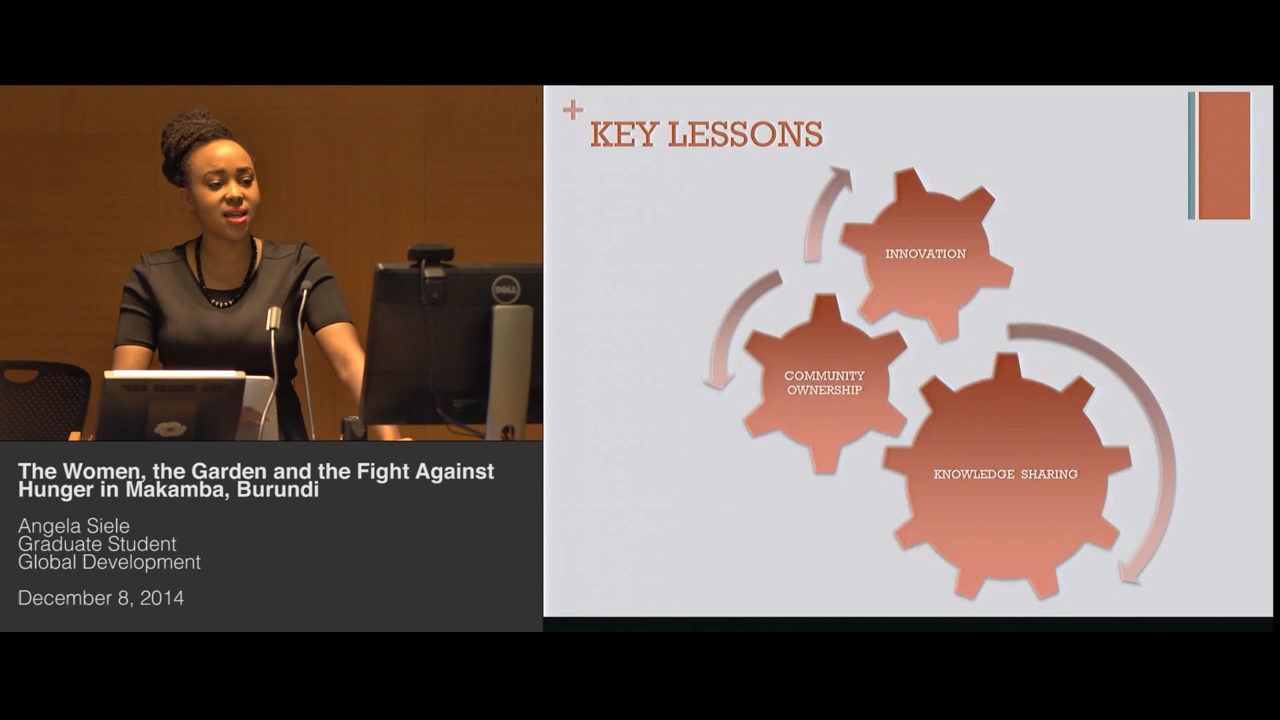 The Women, the Garden and the Fight Against
Hunger in Makamba, Burundi
Angela Siele
Graduate Student
Global Development
December 8, 2014
DELL
+
KEY LESSONS
INNOVATION
COMMUNITY
OWNERSHIP
KNOWLEDGE SHARING